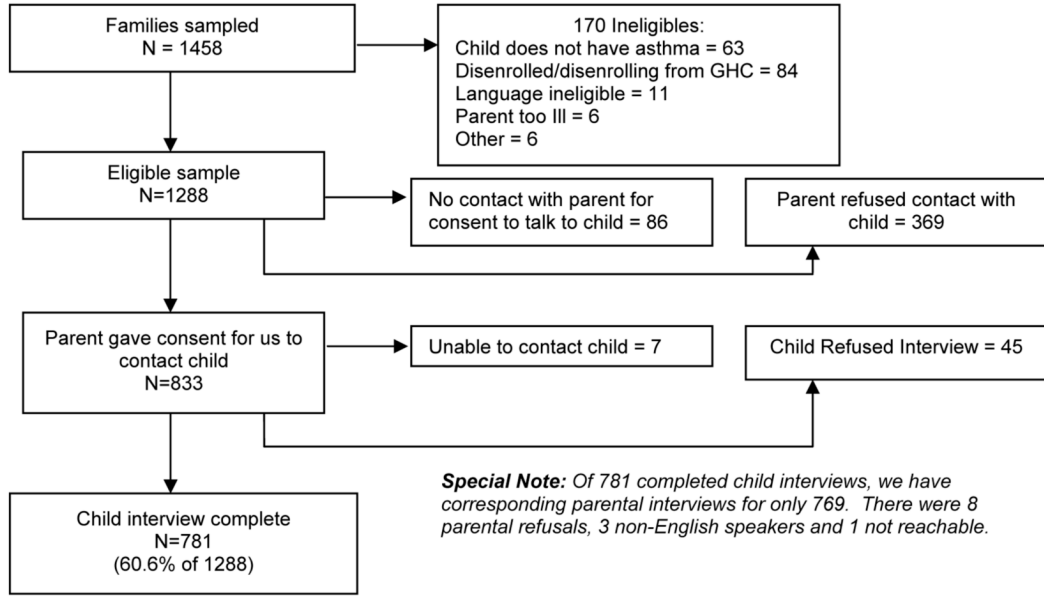 Families sampled
N = 1458
170 Ineligibles:
Child does not have asthma = 63
Disenrolled/disenrolling from GHC = 84
Language ineligible = 11
Parent too Ill = 6
Other = 6
Eligible sample
N=1288
No contact with parent for
consent to talk to child = 86
Parent refused contact with
child = 369
Parent gave consent for us to
contact child
N=833
Unable to contact child = 7
Child Refused Interview = 45
Special Note: Of 781 completed child interviews, we have
corresponding parental interviews for only 769.  There were 8
parental refusals, 3 non-English speakers and 1 not reachable.
Child interview complete
N=781
(60.6% of 1288)